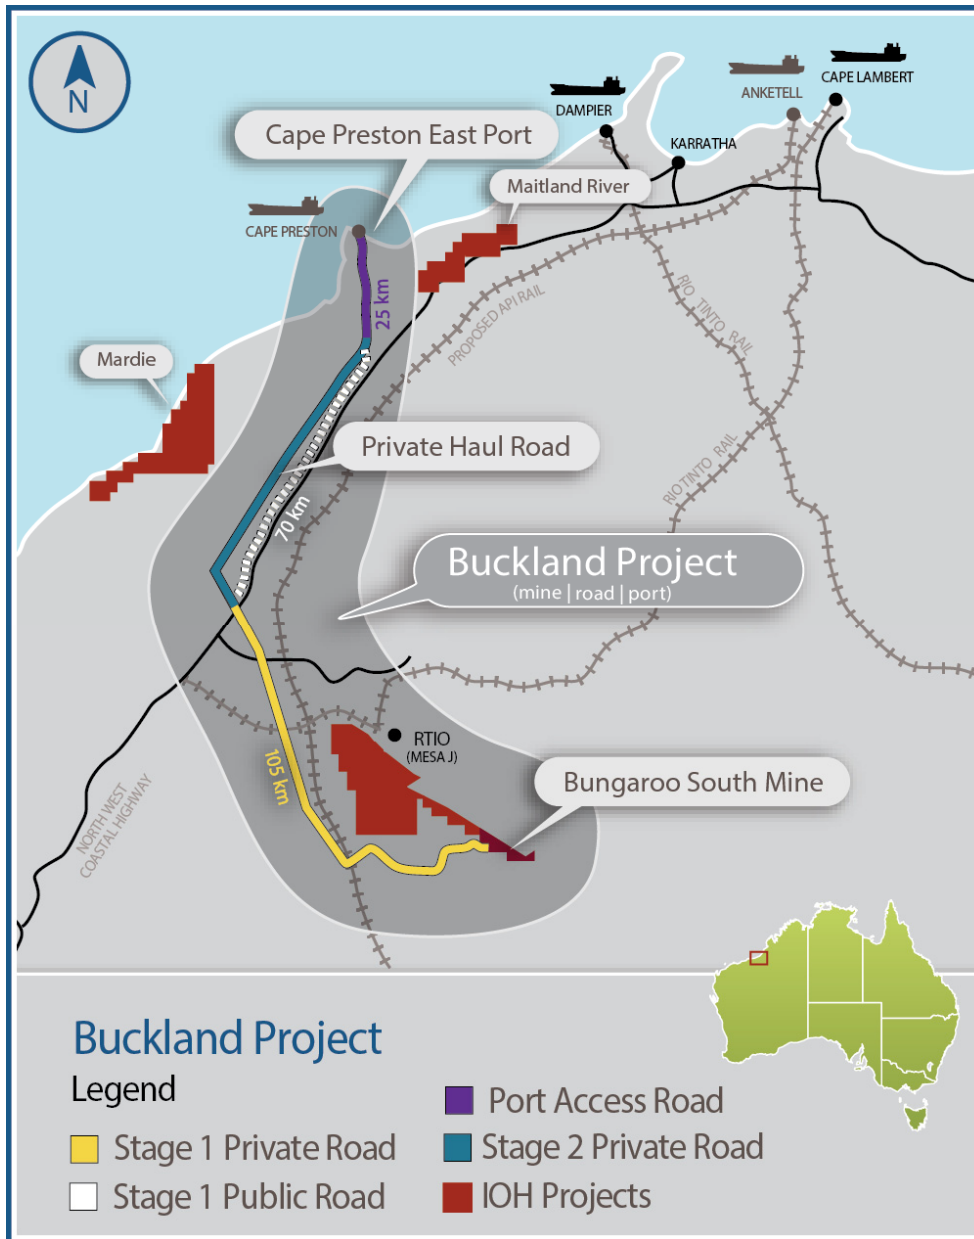 N
DAMPIER
ANKETELL
CAPE LAMBERT
KARRATHA
Cape Preston East Port
Maitland River
CAPE PRESTON
25 km
PROPOSED API RAIL
RIO TINTO RAIL
Mardie
Private Haul Road
70 km
RIO TINTO RAIL
Buckland Project
(mine | road | port)
RTIO
(MESA J)
105 km
Bungaroo South Mine
NORTH WEST
COASTAL HIGHWAY
Buckland Project
Legend
Port Access Road
Stage 1 Private Road
Stage 2 Private Road
Stage 1 Public Road
IOH Projects